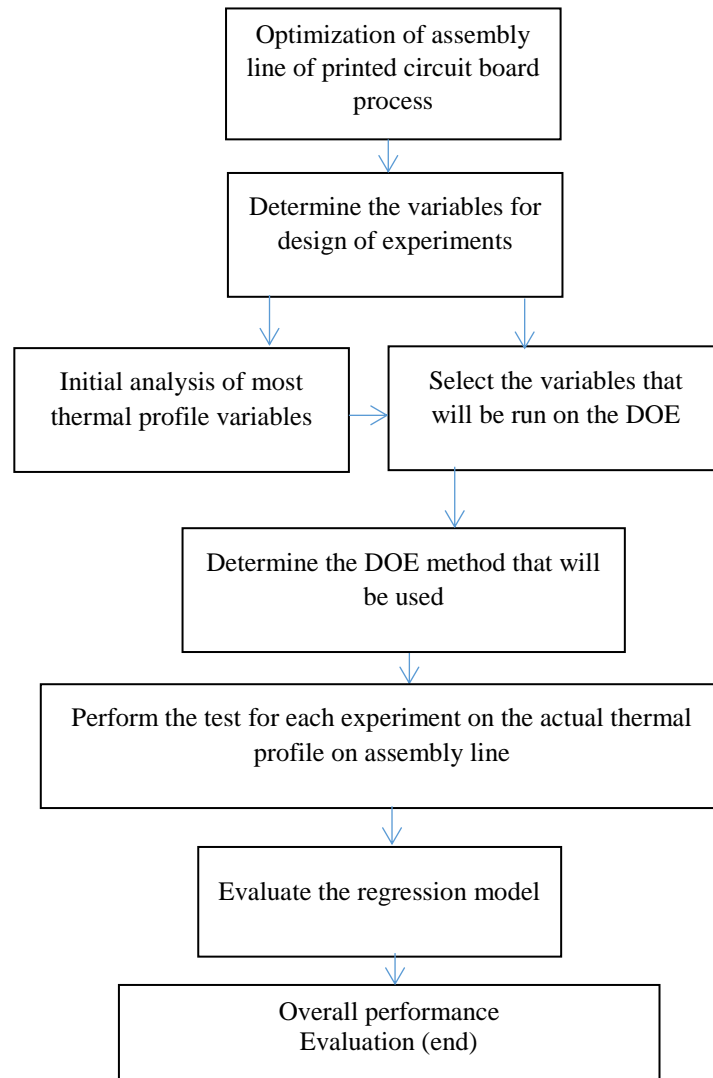 Optimization of assembly
line of printed circuit board
process
Determine the variables for
design of experiments
Initial analysis of most
thermal profile variables
Select the variables that
will be run on the DOE
Determine the DOE method that will
be used
Perform the test for each experiment on the actual thermal
profile on assembly line
Evaluate the regression model
Overall performance
Evaluation (end)